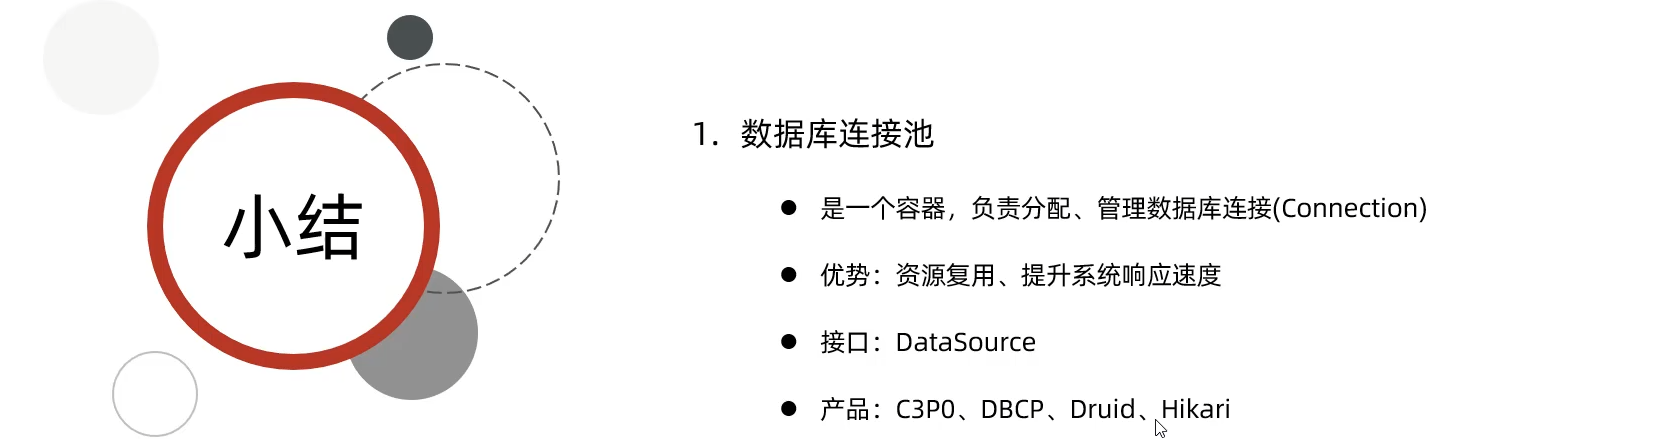 小结
1. 数据库连接池
● 是一个容器，负责分配、管理数据库连接(Connection)
● 优势：资源复用、提升系统响应速度
● 接口：DataSource
● 产品：C3P0、DBCP、Druid、Hikari